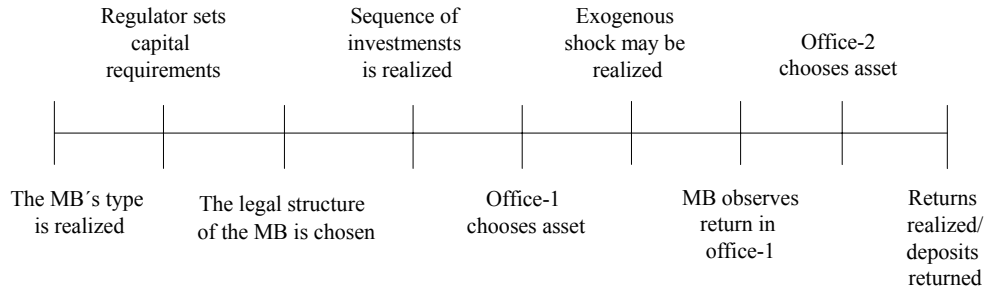 Regulator sets
capital
requirements
Sequence of
investmensts
is realized
Exogenous
shock may be
realized
Office-2
chooses asset
The MB´s type
is realized
The legal structure
of the MB is chosen
Office-1
chooses asset
MB observes
return in
office-1
Returns
realized/
deposits
returned